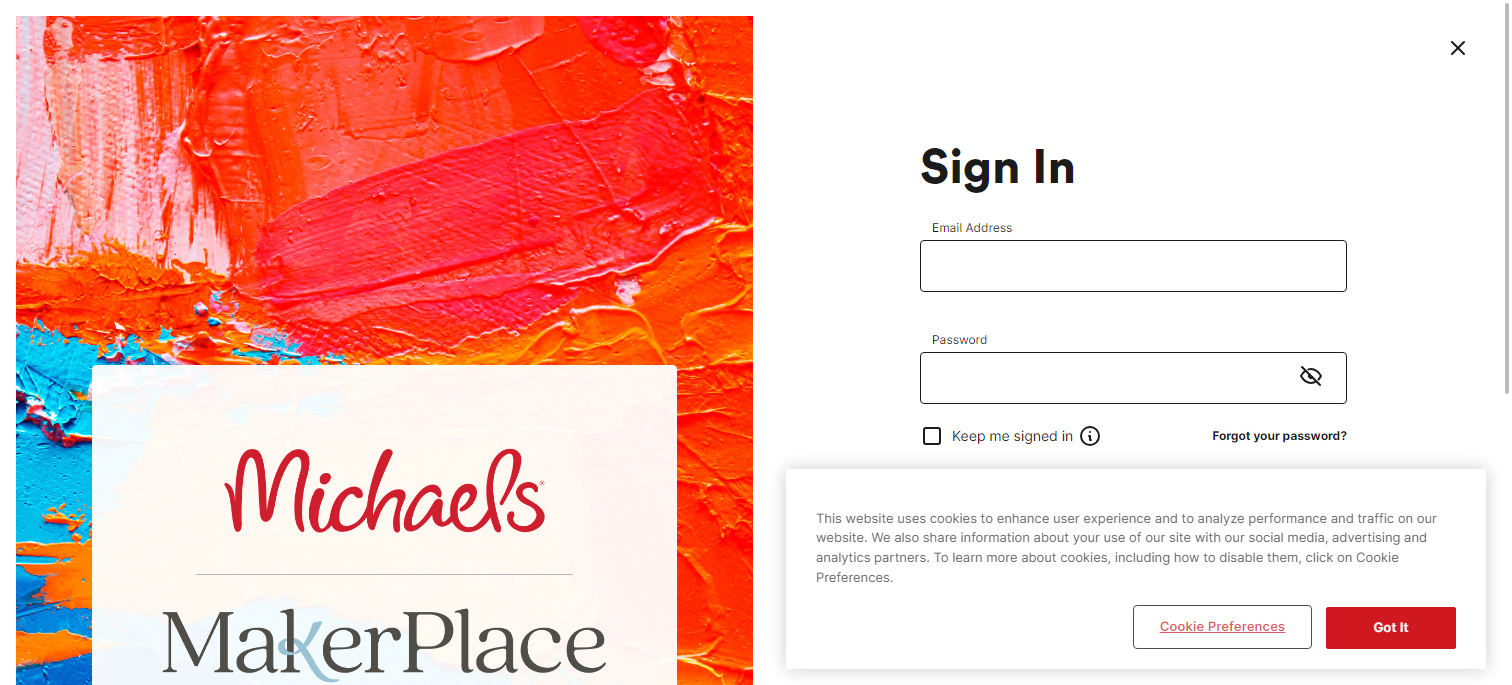 Michaels
MakerPlace
Sign In
Email Address
Password
Keep me signed in
Forgot your password?
This website uses cookies to enhance user experience and to analyze performance and traffic on our
website. We also share information about your use of our site with our social media, advertising and
analytics partners. To learn more about cookies, including how to disable them, click on Cookie
Preferences.
Cookie Preferences
Got It